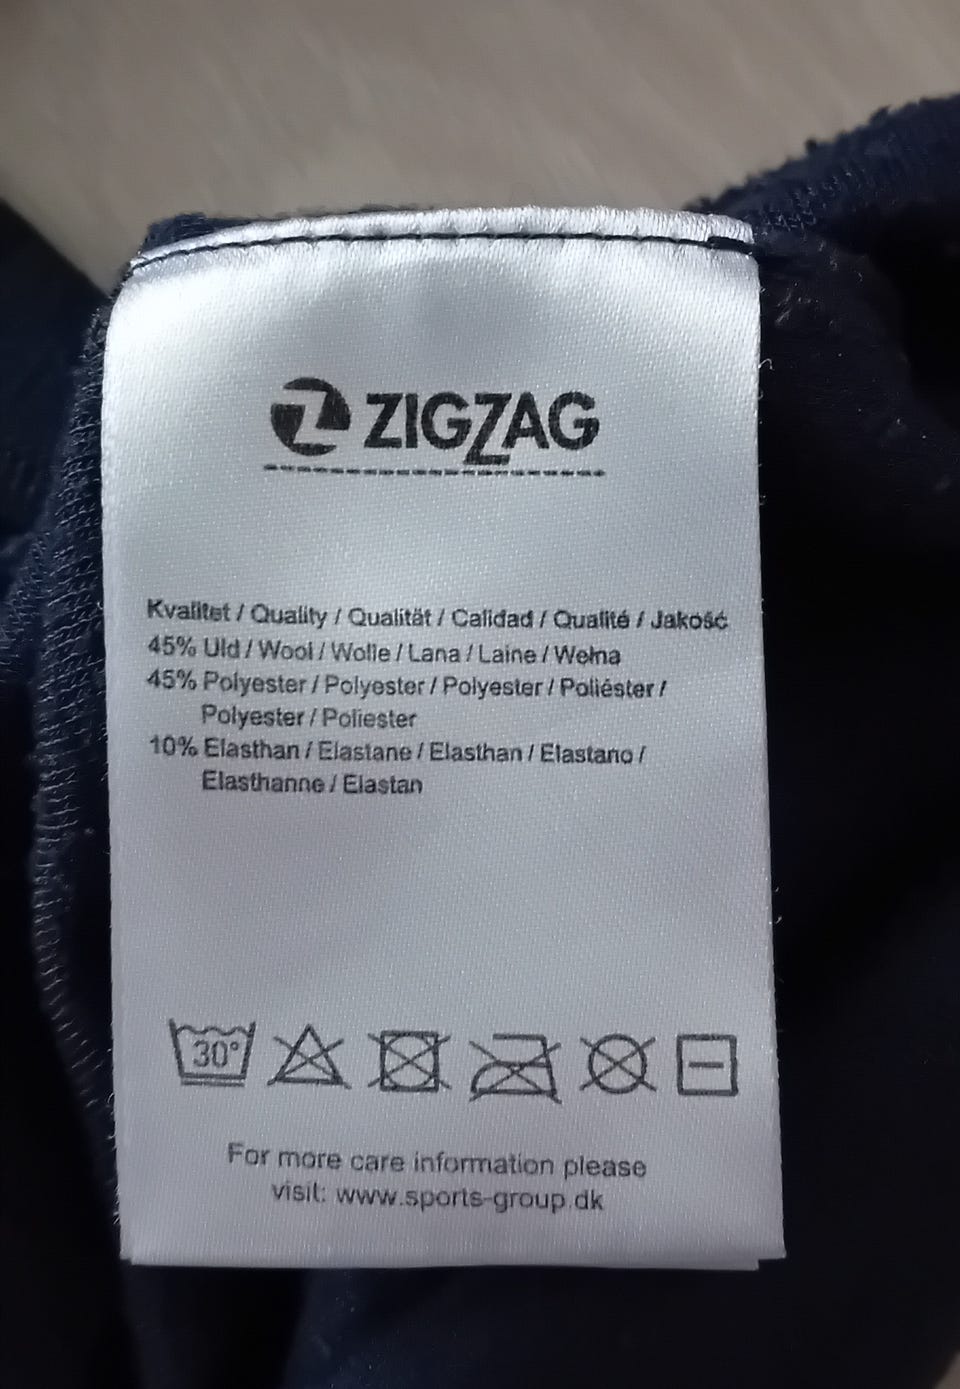 ZIGZAG
Kvalitet / Quality / Qualität / Calidad / Qualité / Jakość
45% Uld / Wool / Wolle / Lana / Laine / Wełna
45% Polyester / Polyester / Polyester / Poliéster /
Polyester / Poliester
10% Elasthan / Elastane / Elasthan / Elastano /
Elasthanne / Elastan
30°
For more care information please
visit: www.sports-group.dk